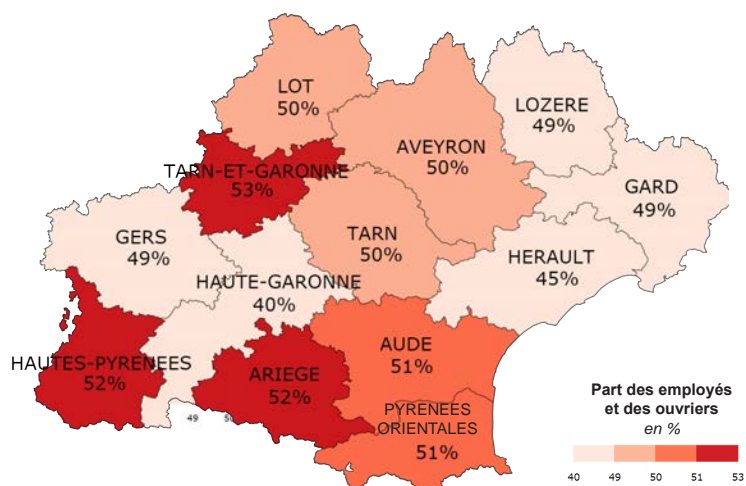 LOT
50%
LOZERE
49%
AVEYRON
50%
TARN-ET-GARONNE
53%
GARD
49%
GERS
49%
TARN
50%
HERAULT
45%
HAUTE-GARONNE
40%
HAUTES-PYRENEES
52%
ARIEGE
52%
AUDE
51%
PYRENEES
ORIENTALES
51%
49
Part des employés
et des ouvriers
en %
40 49 50 51 53